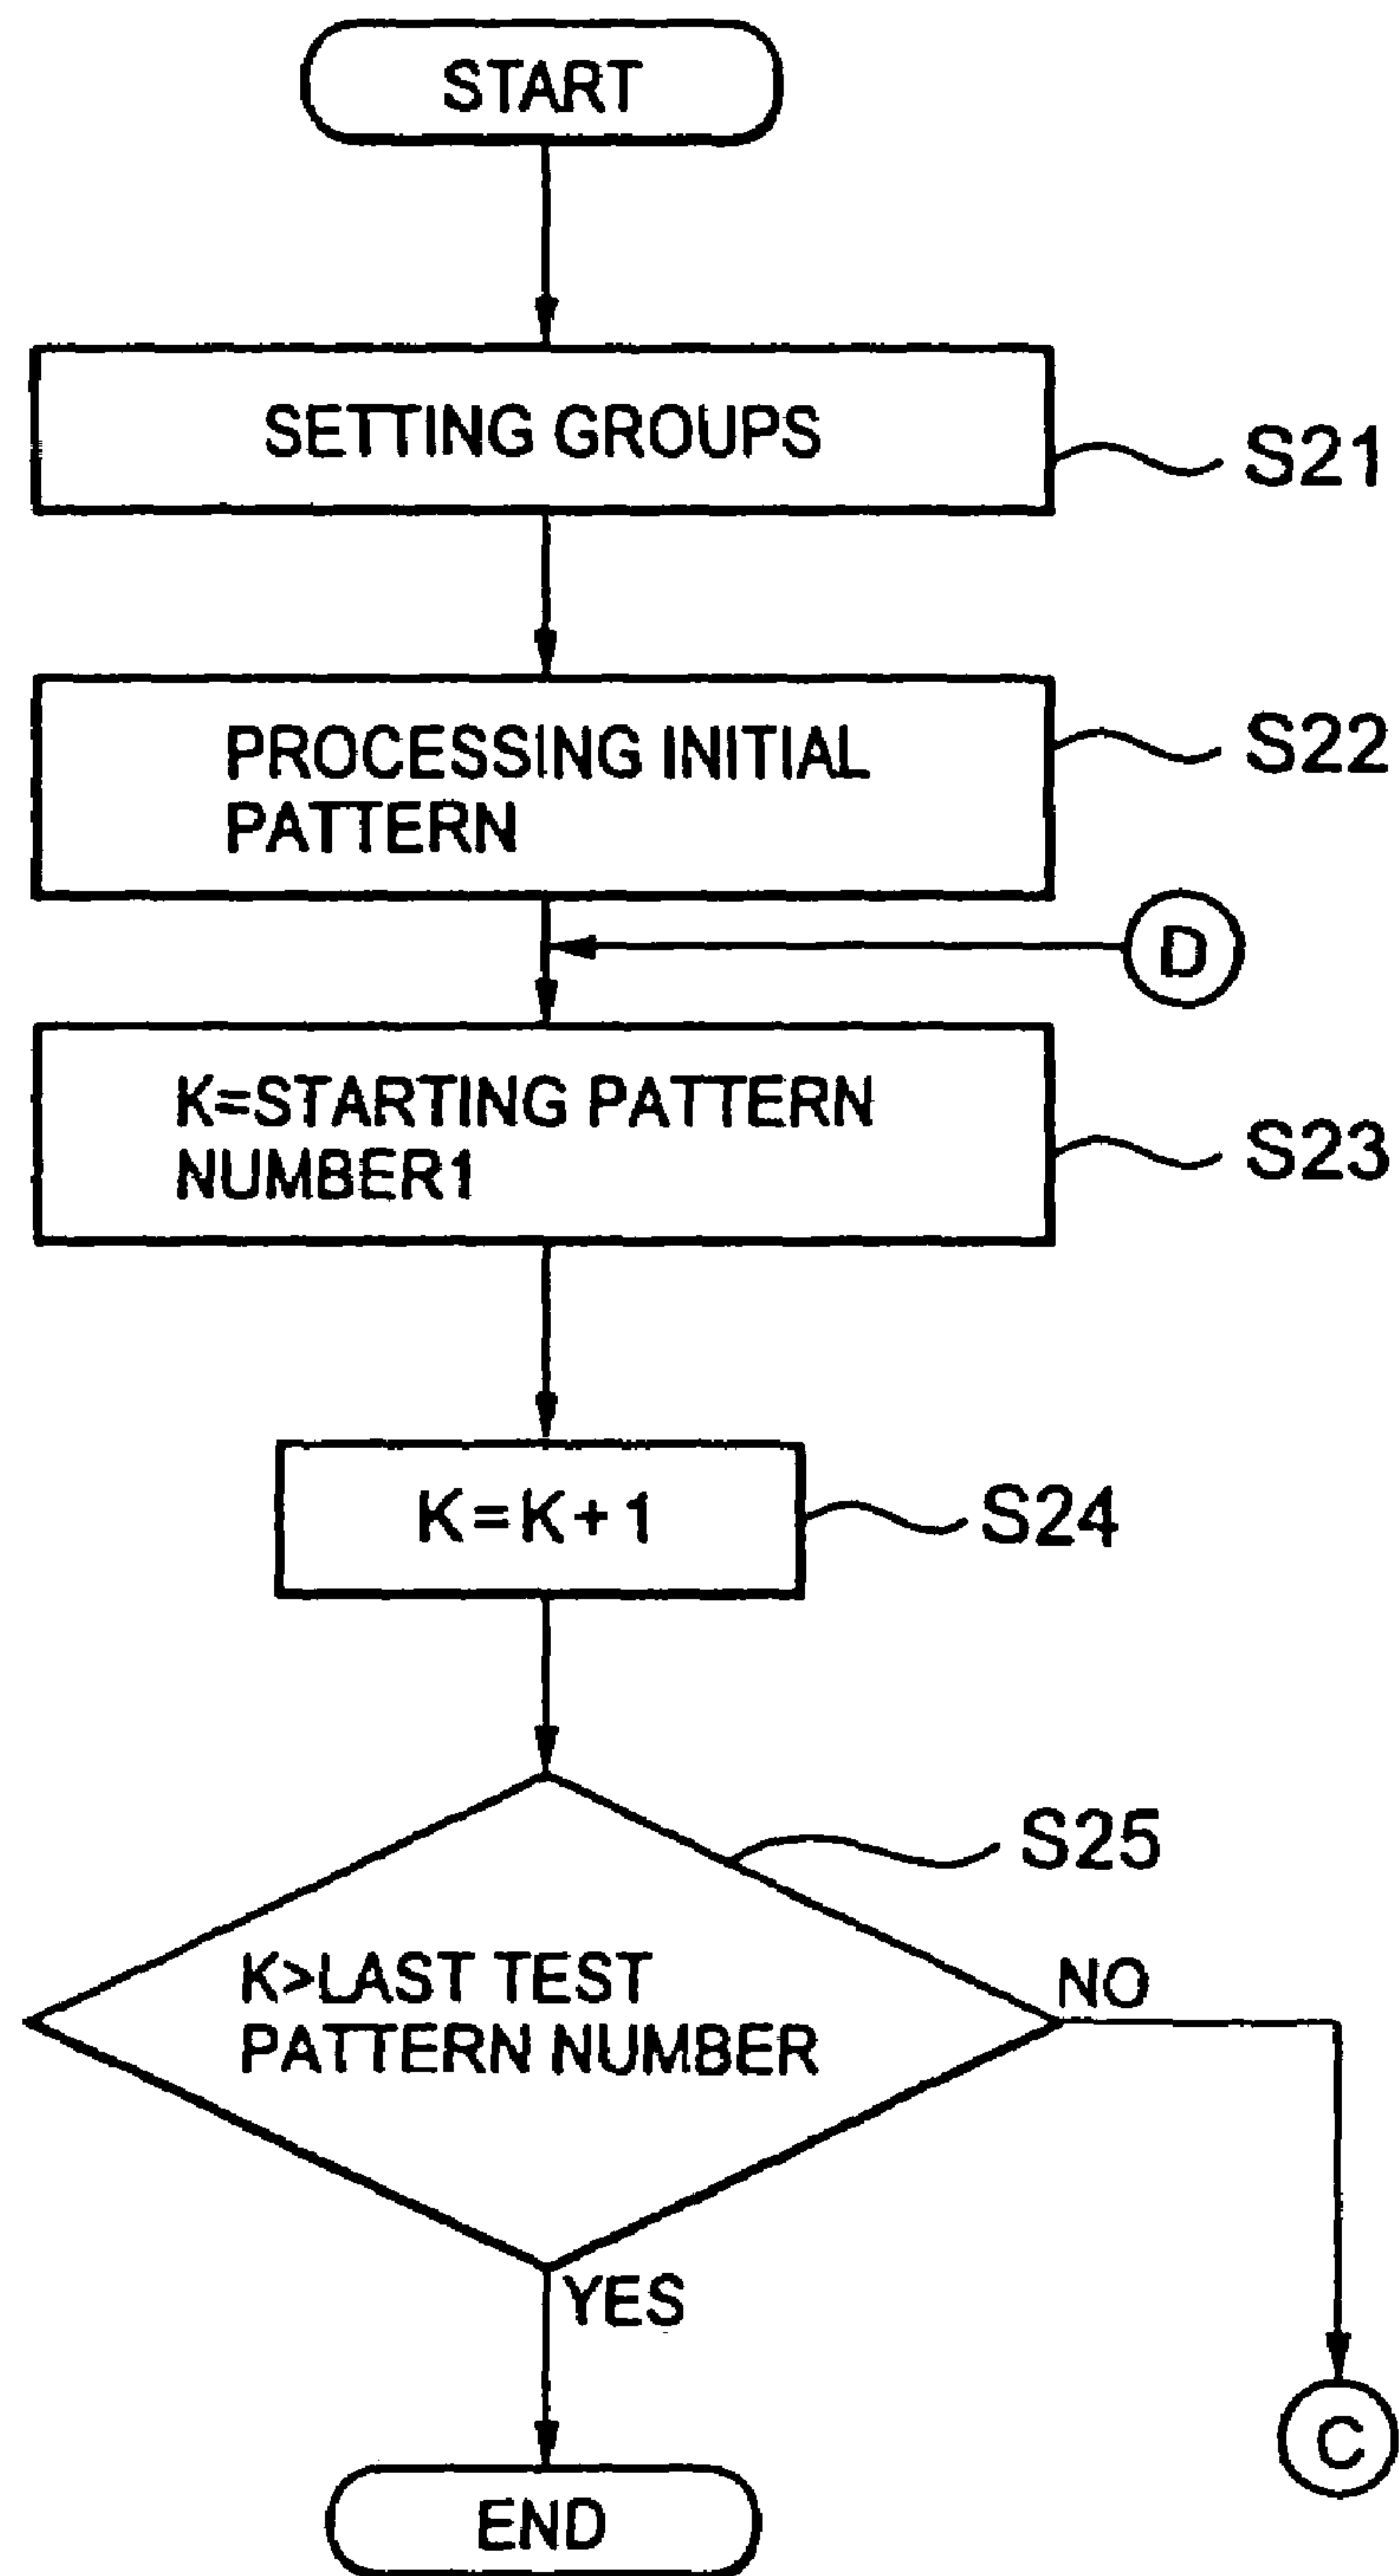 START
SETTING GROUPS
S21
PROCESSING INITIAL
PATTERN
S22
D
K=STARTING PATTERN
NUMBER1
S23
K=K+1
S24
S25
K>LAST TEST
PATTERN NUMBER
NO
YES
C
END